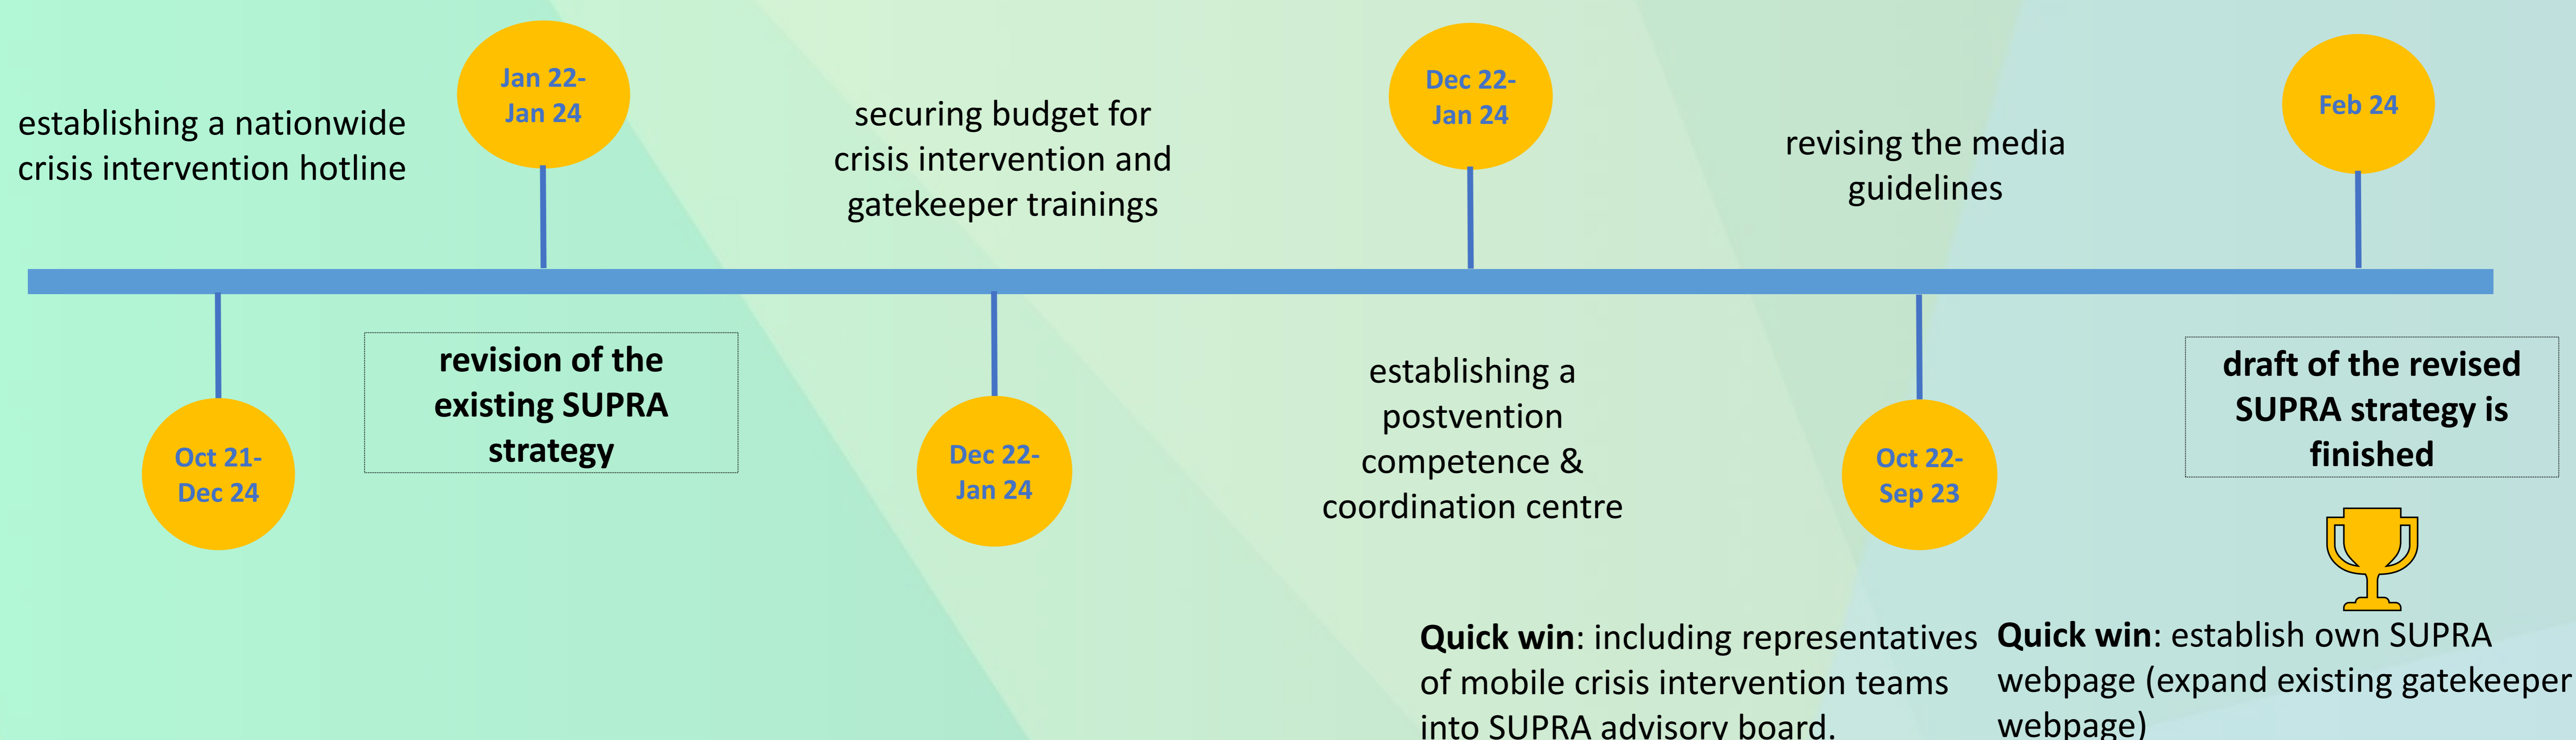 establishing a nationwide
crisis intervention hotline
Oct 21-
Dec 24
Jan 22-
Jan 24
revision of the
existing SUPRA
strategy
securing budget for
crisis intervention and
gatekeeper trainings
Dec 22-
Jan 24
Dec 22-
Jan 24
establishing a
postvention
competence &
coordination centre
revising the media
guidelines
Oct 22-
Sep 23
Feb 24
draft of the revised
SUPRA strategy is
finished
Quick win: including representatives
of mobile crisis intervention teams
into SUPRA advisory board.
Quick win: establish own SUPRA
webpage (expand existing gatekeeper
webpage)